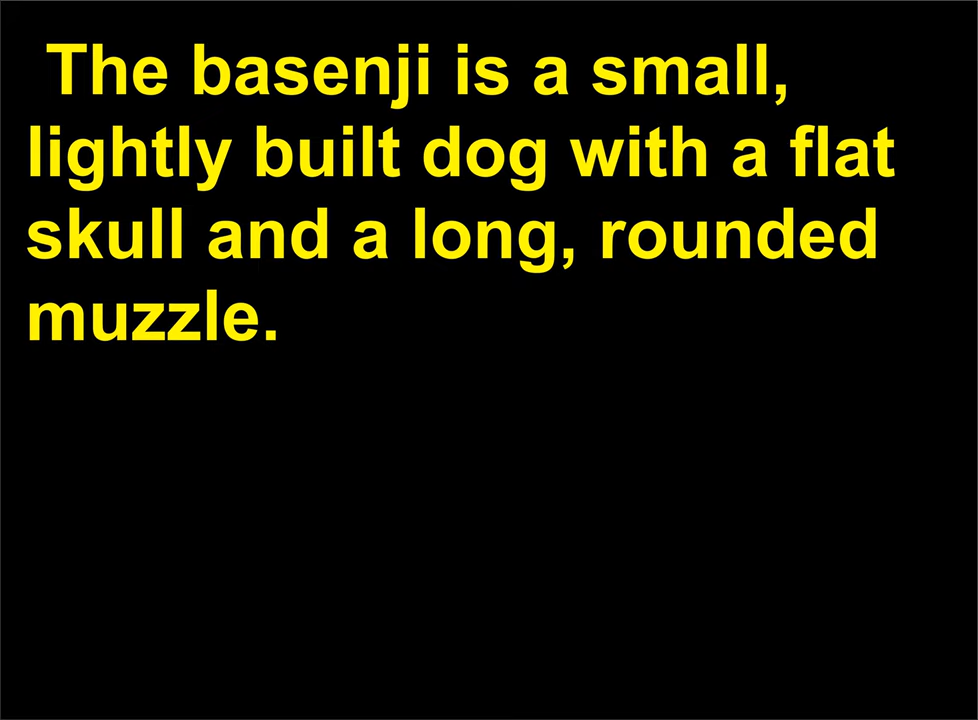 The basenji is a small,
lightly built dog with a flat
skull and a long, rounded
muzzle.